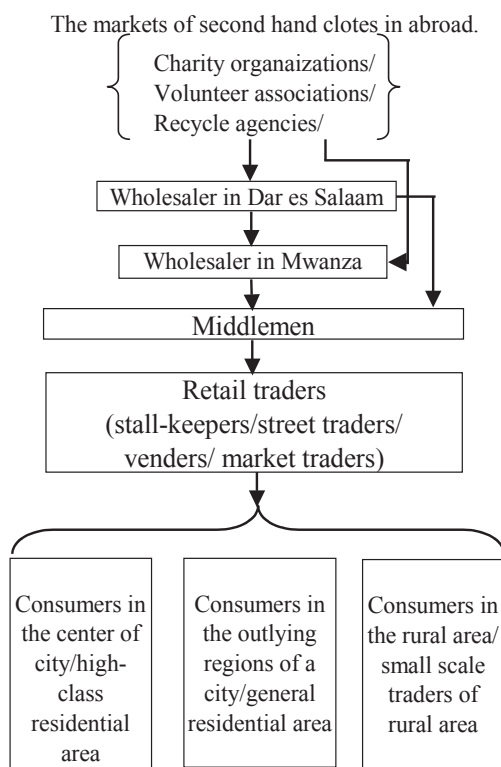 The markets of second hand clotes in abroad.
Charity organaizations/
Volunteer associations/
Recycle agencies/
Wholesaler in Dar es Salaam
Wholesaler in Mwanza
Middlemen
Retail traders
(stall-keepers/street traders/
venders/ market traders)
Consumers in
the center of
city/high-
class
residential
area
Consumers in
the outlying
regions of a
city/general
residential area
Consumers in
the rural area/
small scale
traders of
rural area